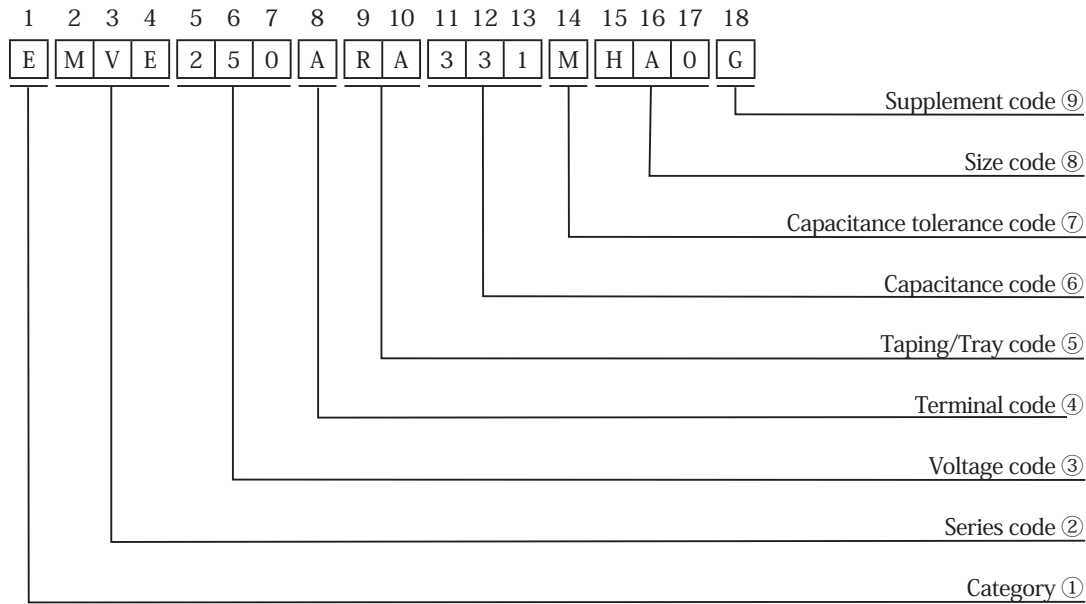 1 2 3 4 5 6 7 8 9 10 11 12 13 14 15 16 17 18
E M V E 2 5 0 A R A 3 3 1 M H A 0 G
Supplement code ⑨
Size code ⑧
Capacitance tolerance code ⑦
Capacitance code ⑥
Taping/Tray code ⑤
Terminal code ④
Voltage code ③
Series code ②
Category ①